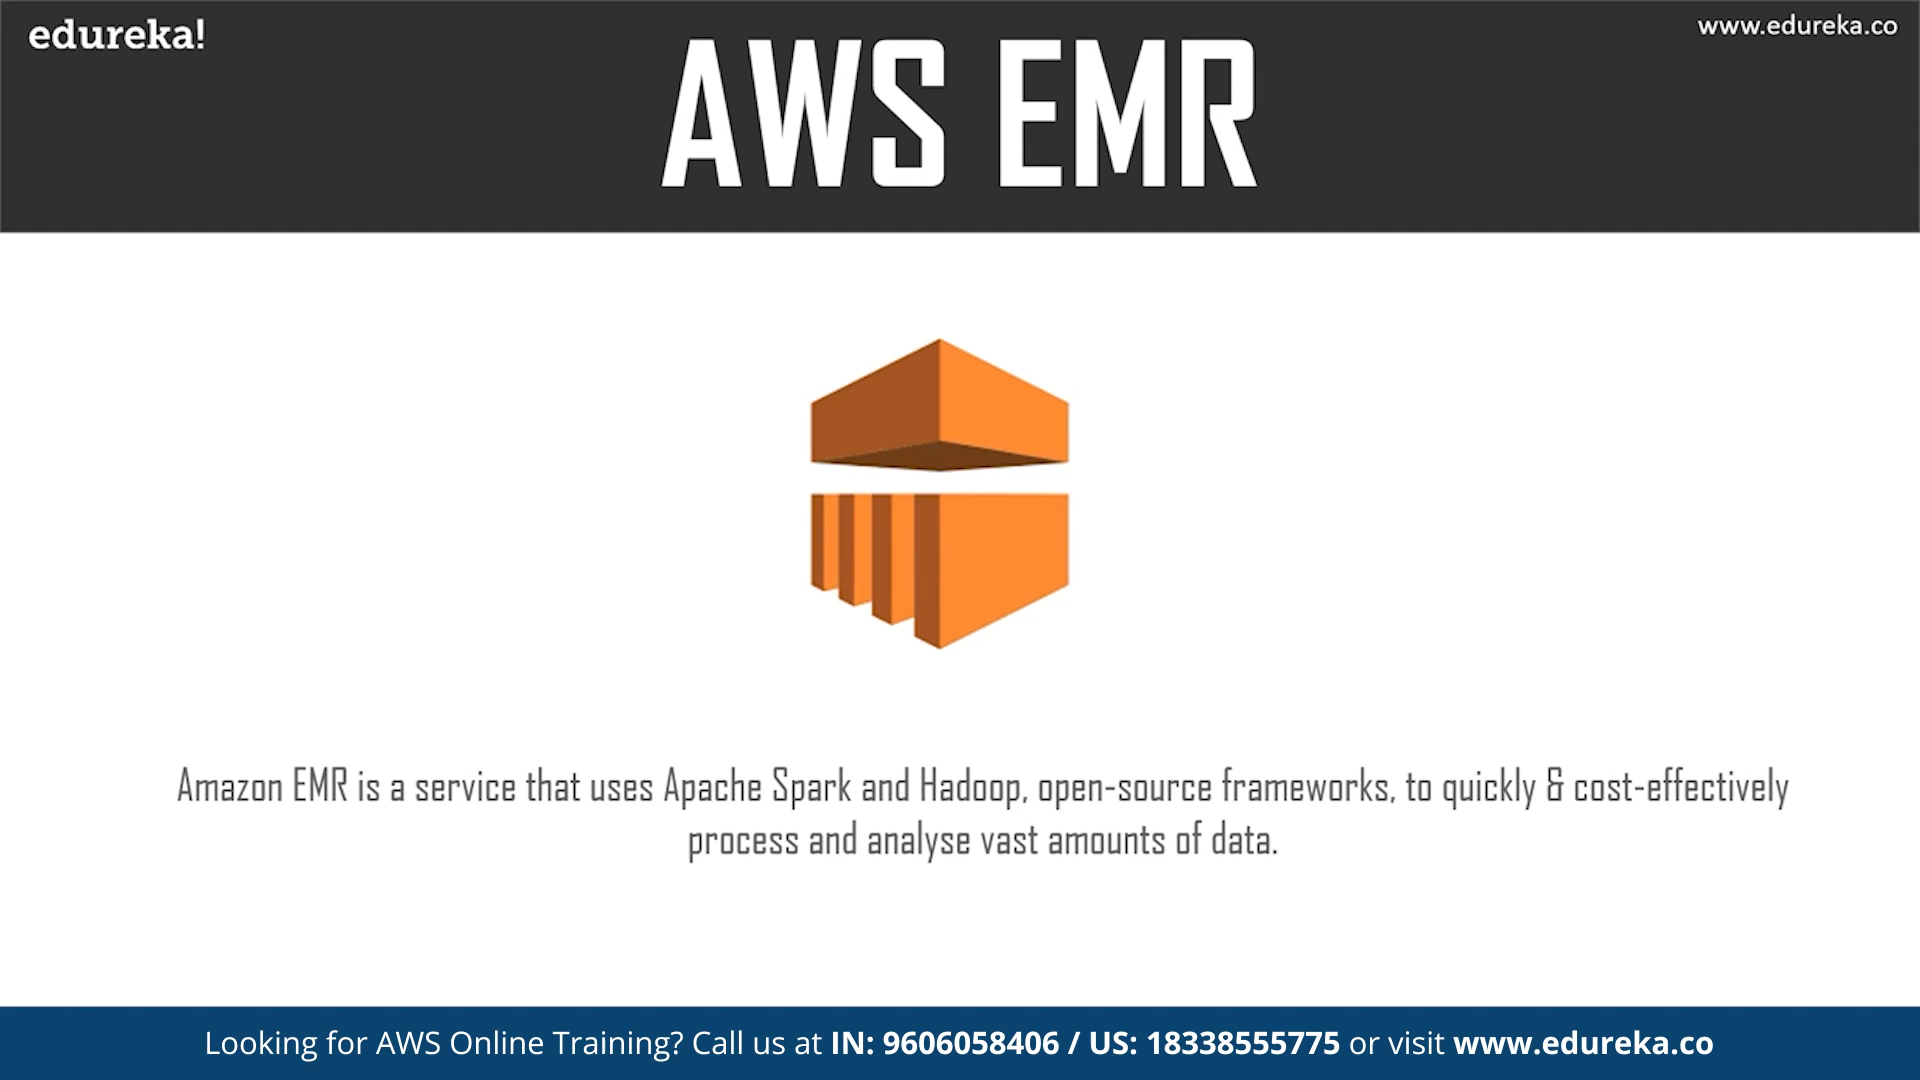 edureka!
www.edureka.co
AWS EMR
Amazon EMR is a service that uses Apache Spark and Hadoop, open-source frameworks, to quickly & cost-effectively
process and analyse vast amounts of data.
Looking for AWS Online Training? Call us at IN: 9606058406 / US: 18338555775 or visit www.edureka.co